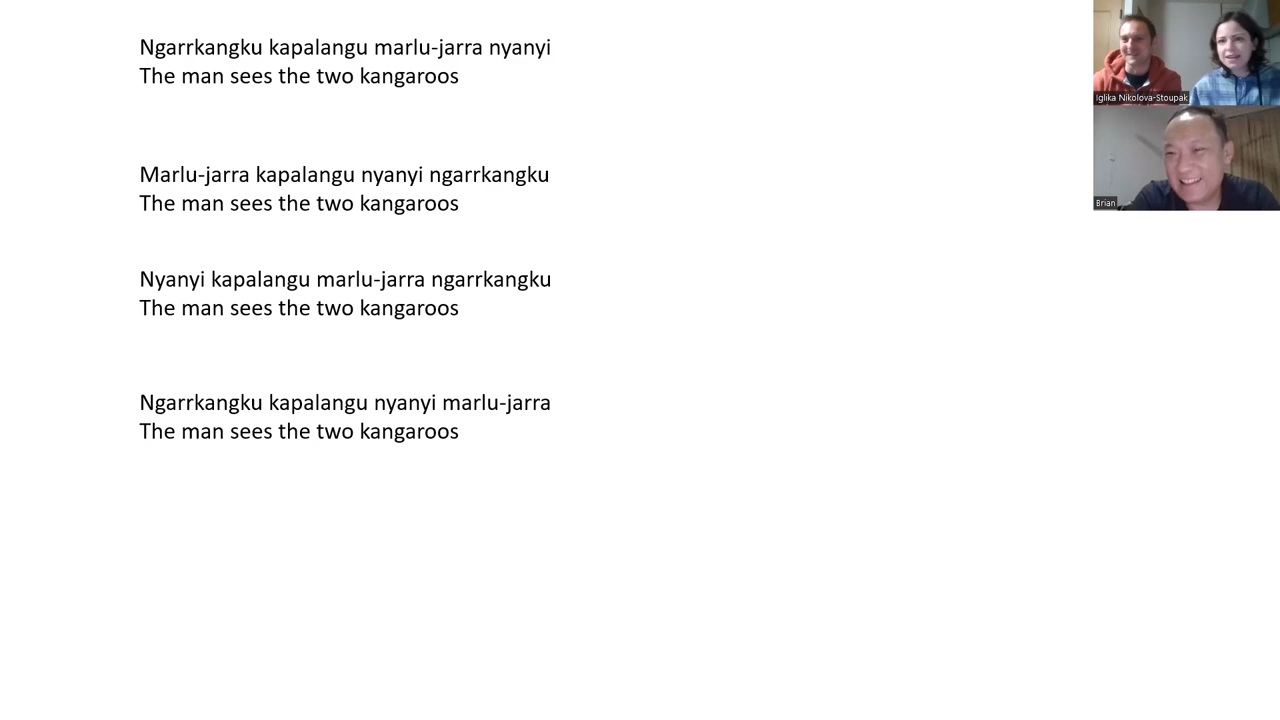 Ngarrkangku kapalangu marlu-jarra nyanyi
The man sees the two kangaroos
Marlu-jarra kapalangu nyanyi ngarrkangku
The man sees the two kangaroos
Nyanyi kapalangu marlu-jarra ngarrkangku
The man sees the two kangaroos
Ngarrkangku kapalangu nyanyi marlu-jarra
The man sees the two kangaroos
Iglika Nikolova-Stoupak
Brian